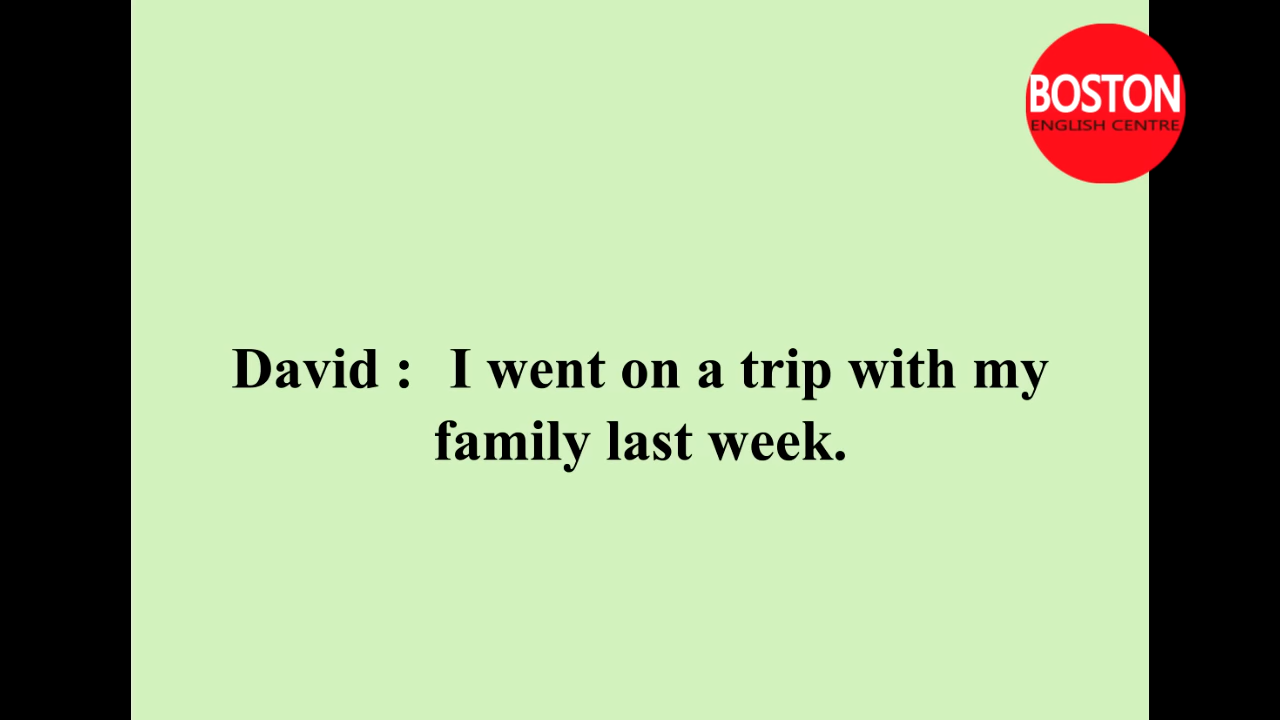 BOSTON
ENGLISH CENTRE
David : I went on a trip with my
family last week.